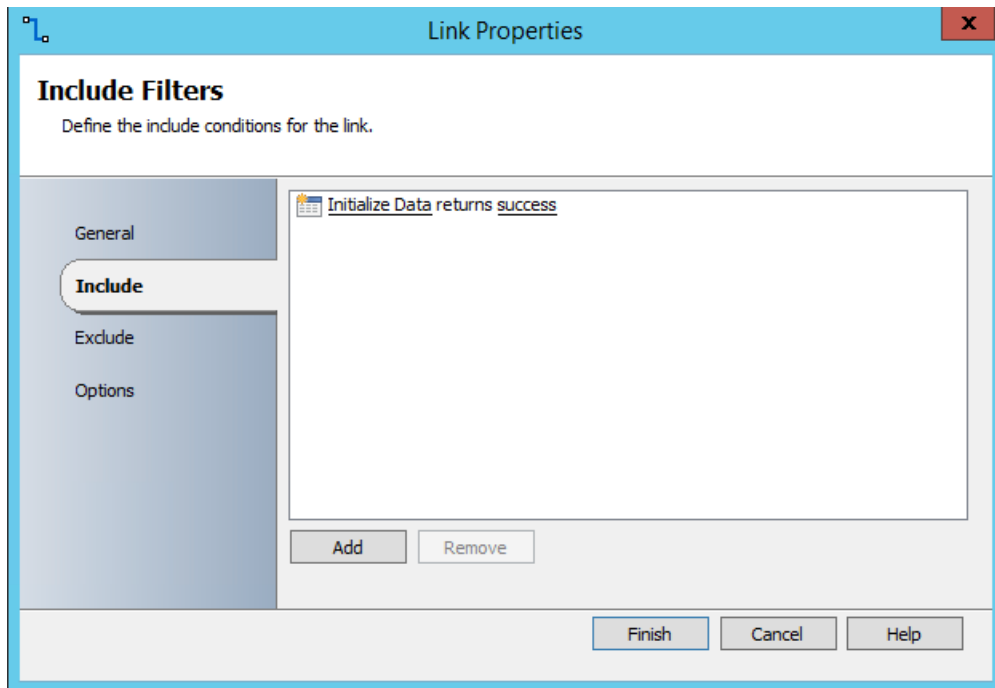 Link Properties
x
Include Filters
Define the include conditions for the link.
General
Include
Exclude
Options
Initialize Data returns success
Add
Remove
Finish
Cancel
Help